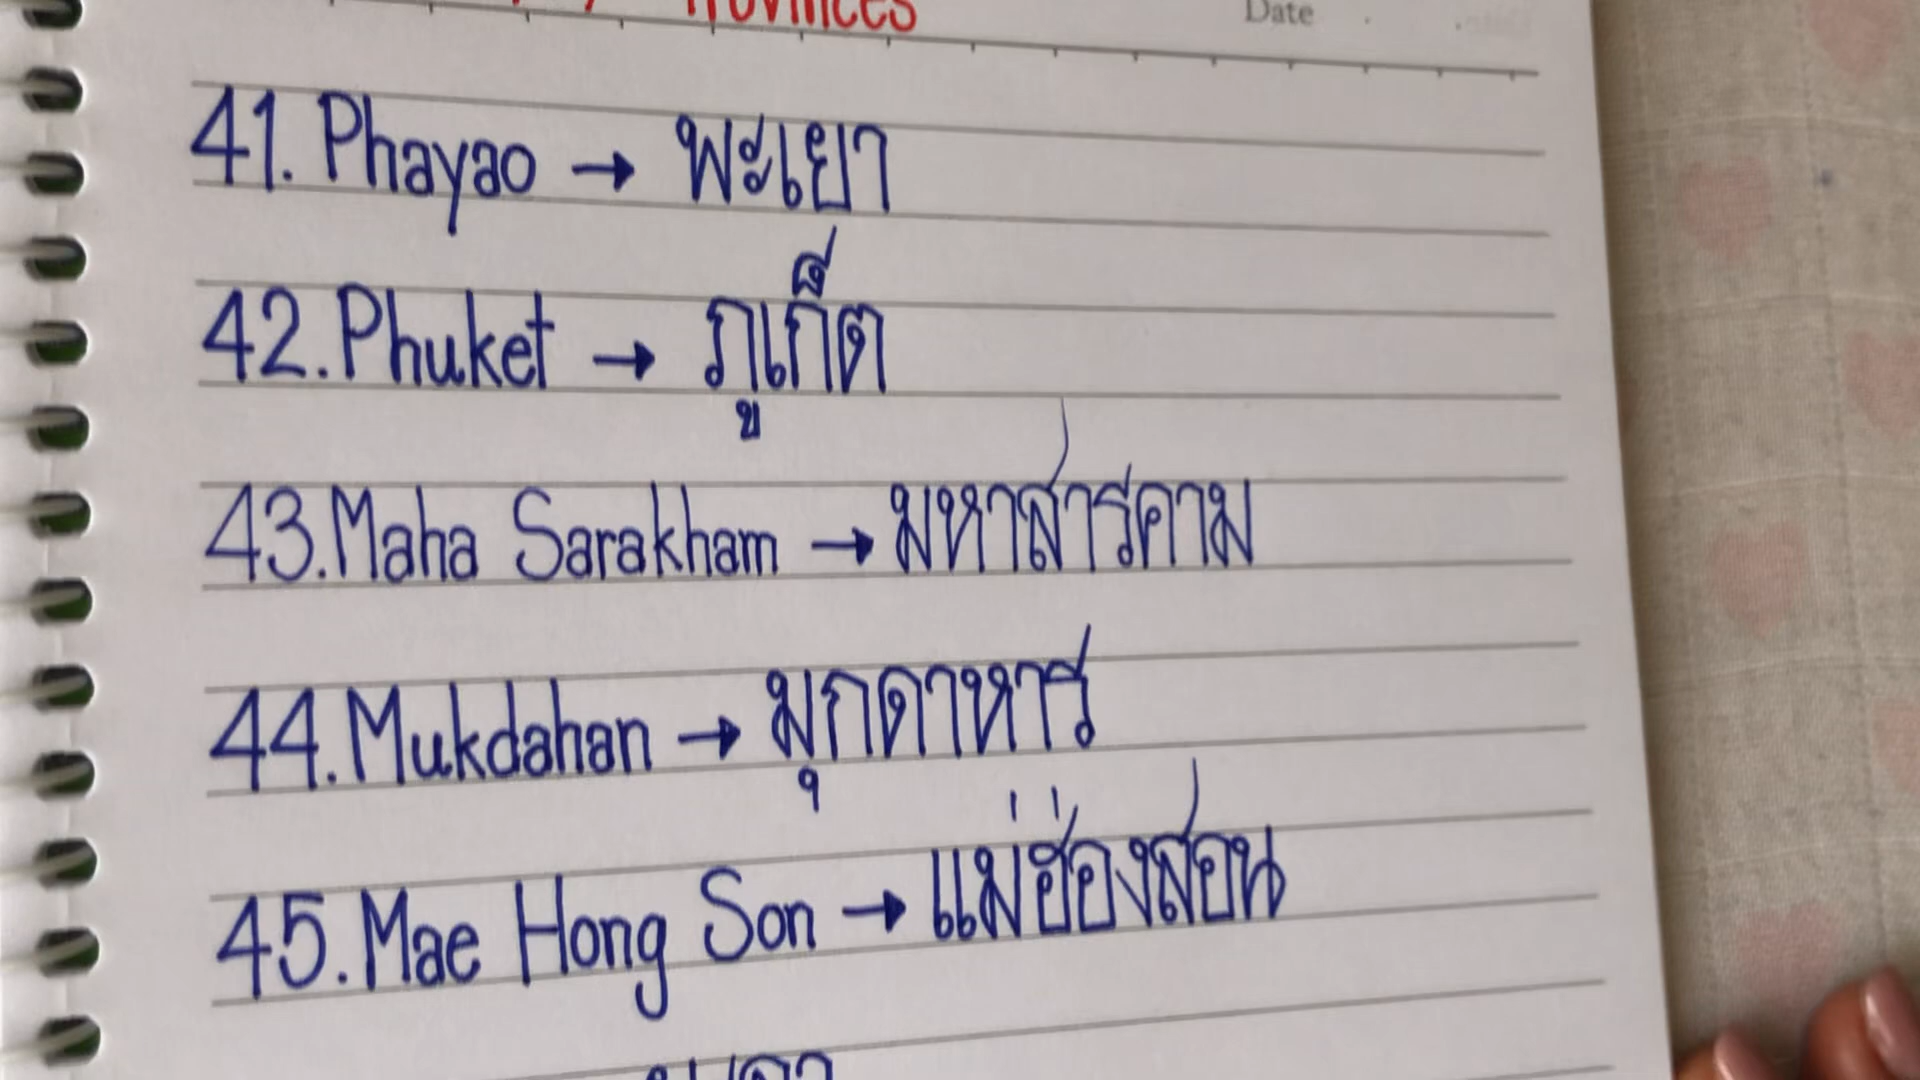 Provinces
Date
41. Phayao → พะเยา
42. Phuket → ภูเก็ต
43. Maha Sarakham → มหาสารคาม
44. Mukdahan → มุกดาหาร
45. Mae Hong Son → แม่ฮ่องสอน